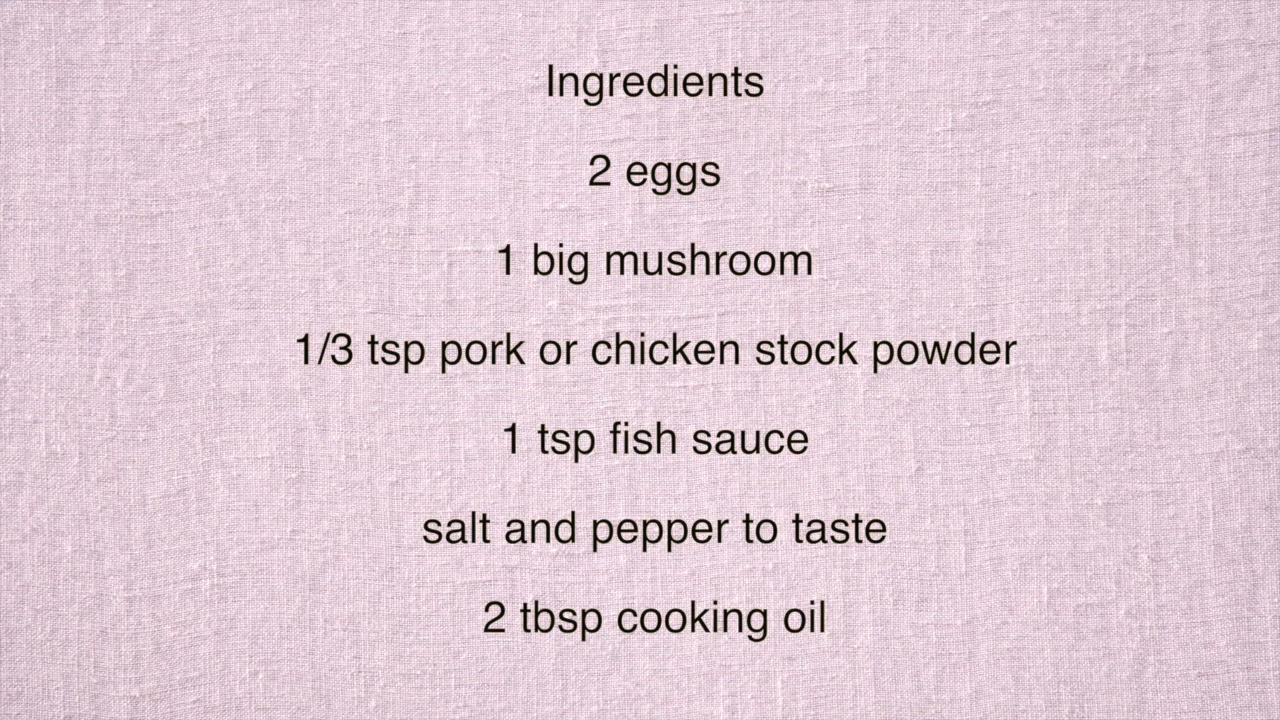 Ingredients
2 eggs
1 big mushroom
1/3 tsp pork or chicken stock powder
1 tsp fish sauce
salt and pepper to taste
2 tbsp cooking oil